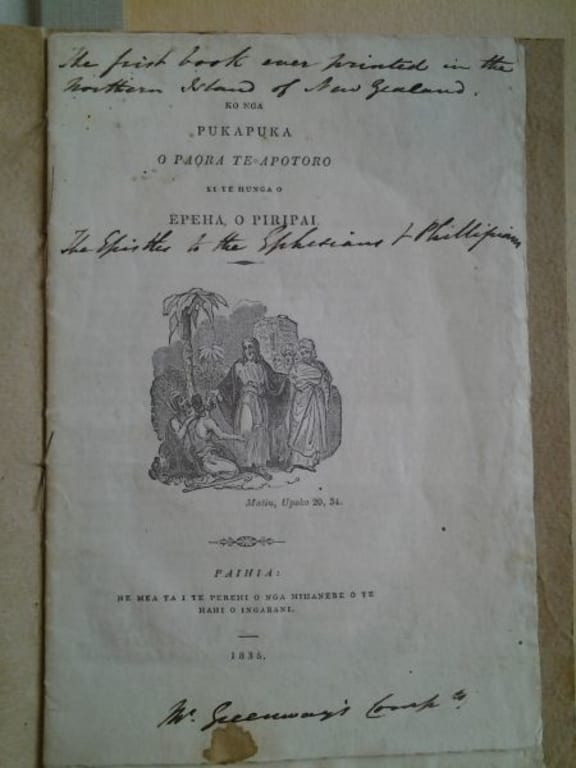 The first book ever printed in the
Northern Island of New Zealand.
KO NGA
PUKAPUKA
O PAORA TE APOTORO
KI TE HUNGA O
EPEHA, O PIRIPAI.
The Epistles to the Ephesians & Phillipians
Matiu, Upoko 20, 34.
PAIHIA:
HE MEA TA I TE PEREHI O NGA MIHANERE O TE
HAHI O INGARANI.
1835.
Mr. Greenway's Comps